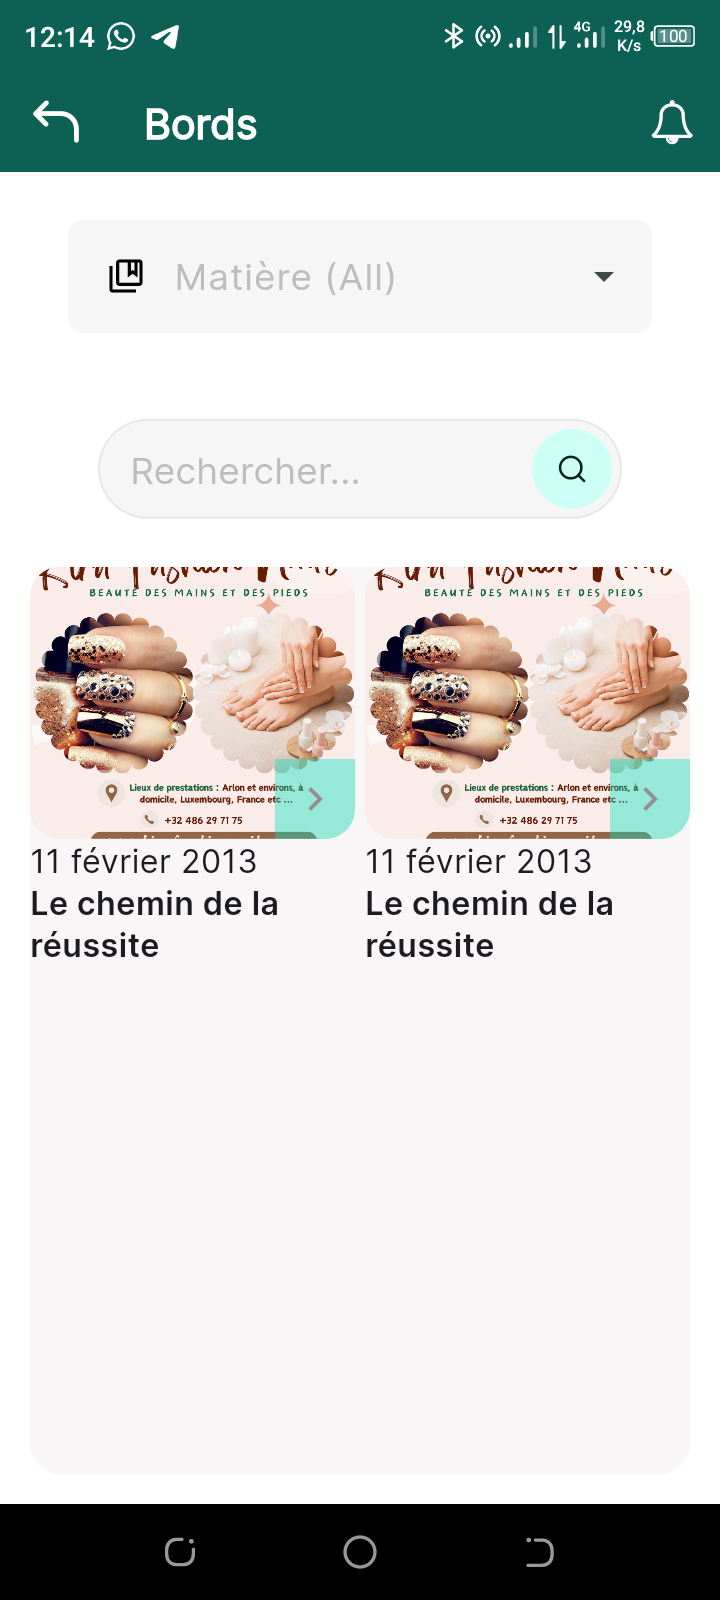 12:14
4G 29,8 K/s 100
Bords
Matière (All)
Rechercher...
BEAUTÉ DES MAINS ET DES PIEDS
Lieux de prestations : Arlon et environs, à
domicile, Luxembourg, France etc ...
+32 486 29 71 75
11 février 2013
Le chemin de la
réussite
BEAUTÉ DES MAINS ET DES PIEDS
Lieux de prestations : Arlon et environs, à
domicile, Luxembourg, France etc ...
+32 486 29 71 75
11 février 2013
Le chemin de la
réussite